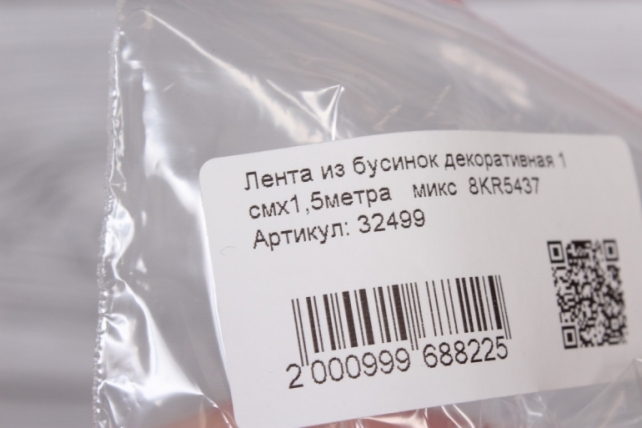 Лента из бусинок декоративная 1
смх1,5метра микс 8KR5437
Артикул: 32499
2 000999 688225